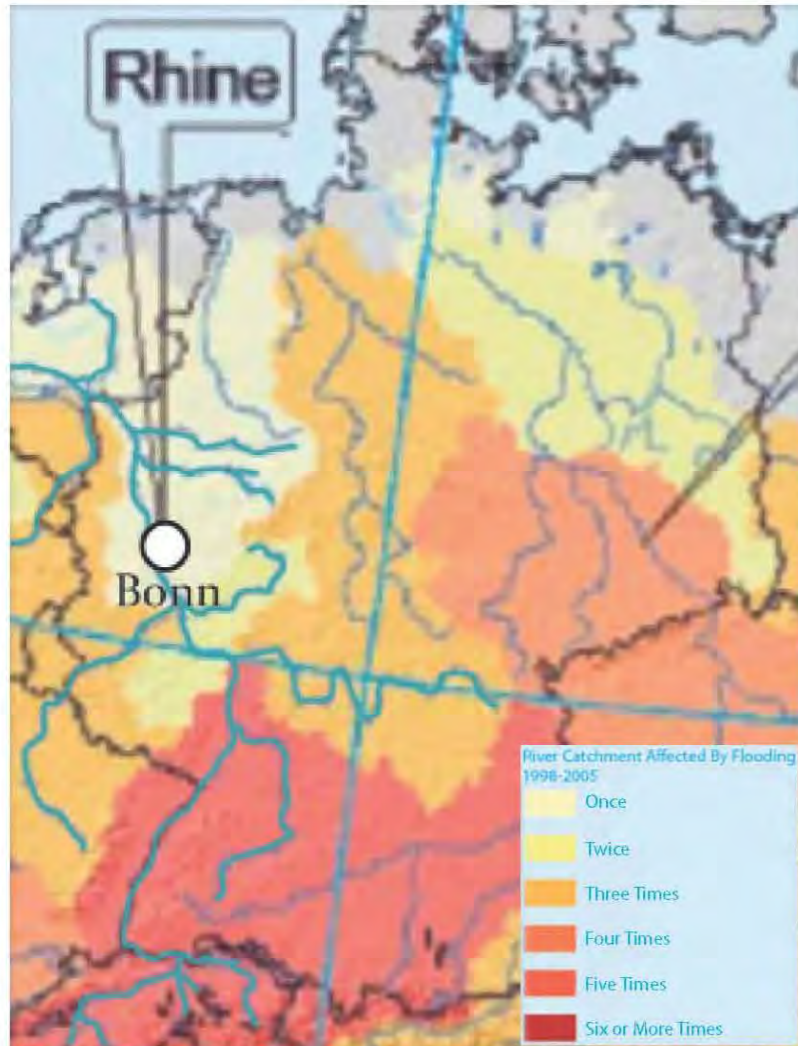 Rhine
Bonn
River Catchment Affected By Flooding
1998-2005
Once
Twice
Three Times
Four Times
Five Times
Six or More Times